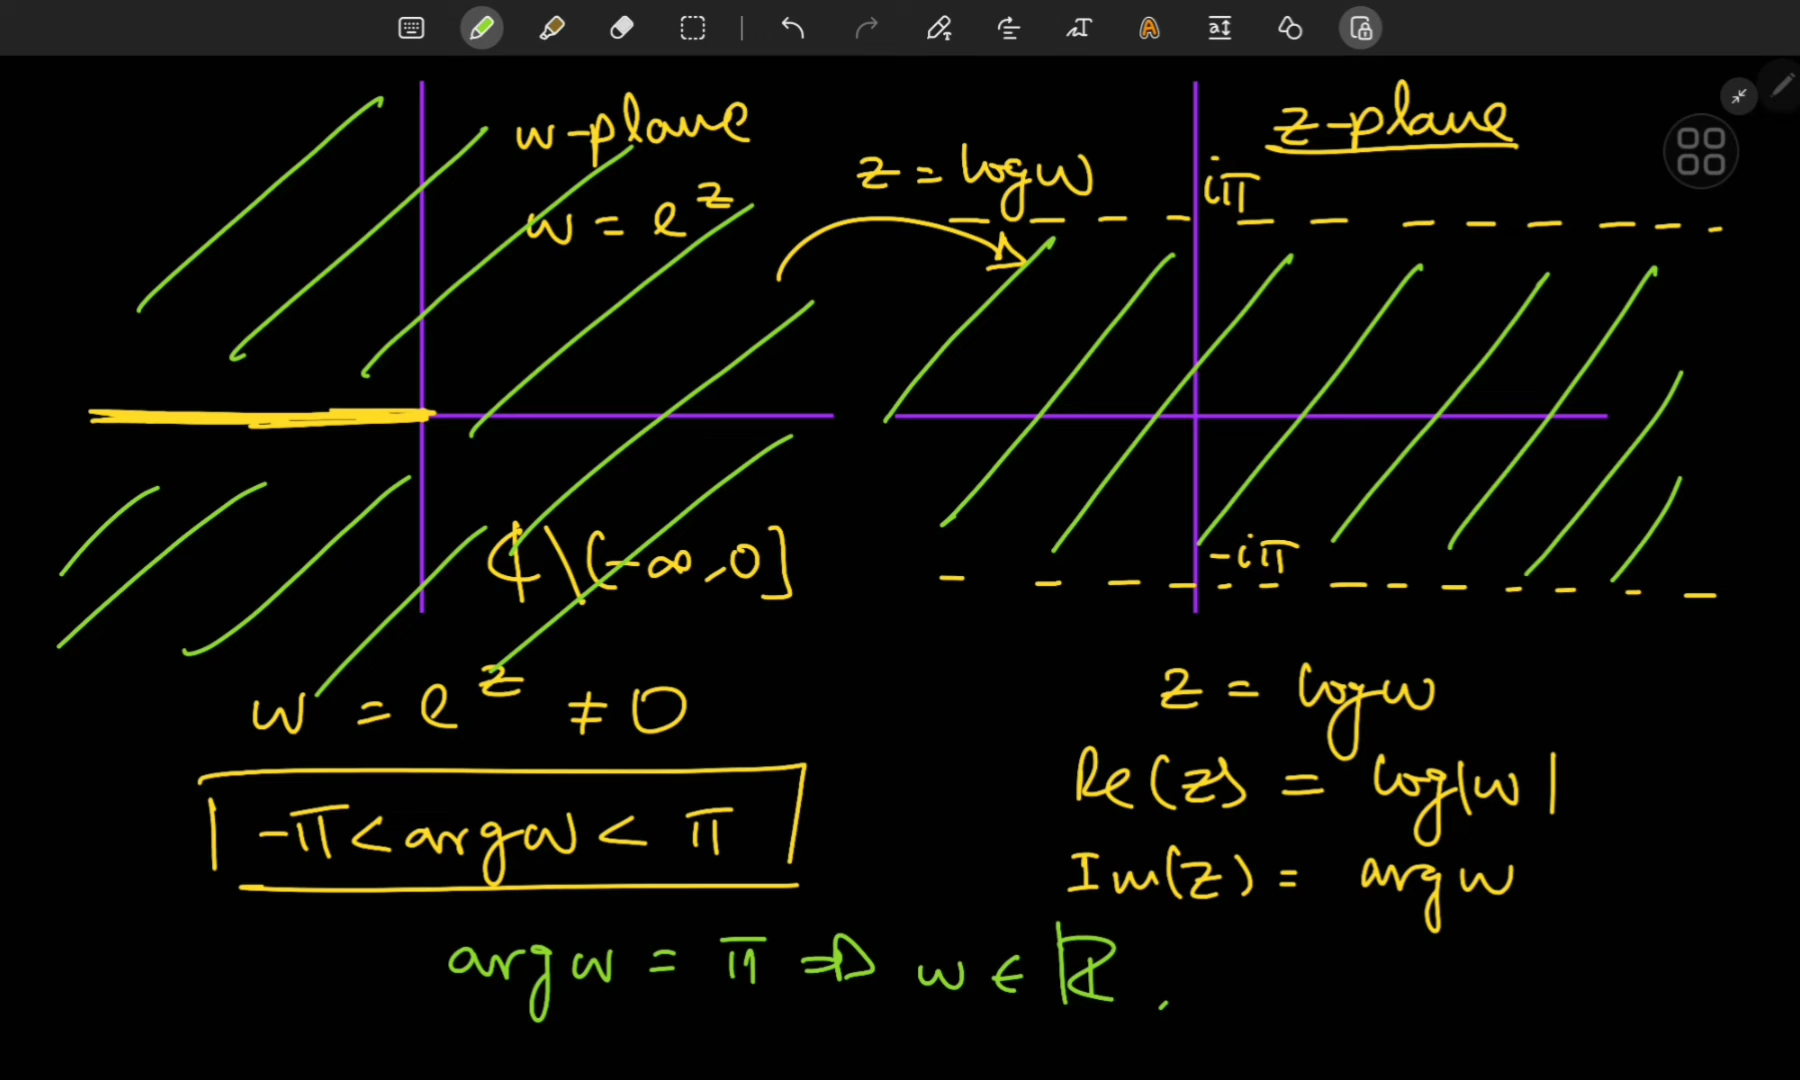 w-plane
w = e^z
ℂ\(-∞,0]
w = e^z ≠ 0
-π < arg w < π
z = log w
z-plane
iπ
-iπ
z = log w
Re(z) = log|w|
Im(z) = arg w
arg w = π ⇒ w ∈ ℝ.